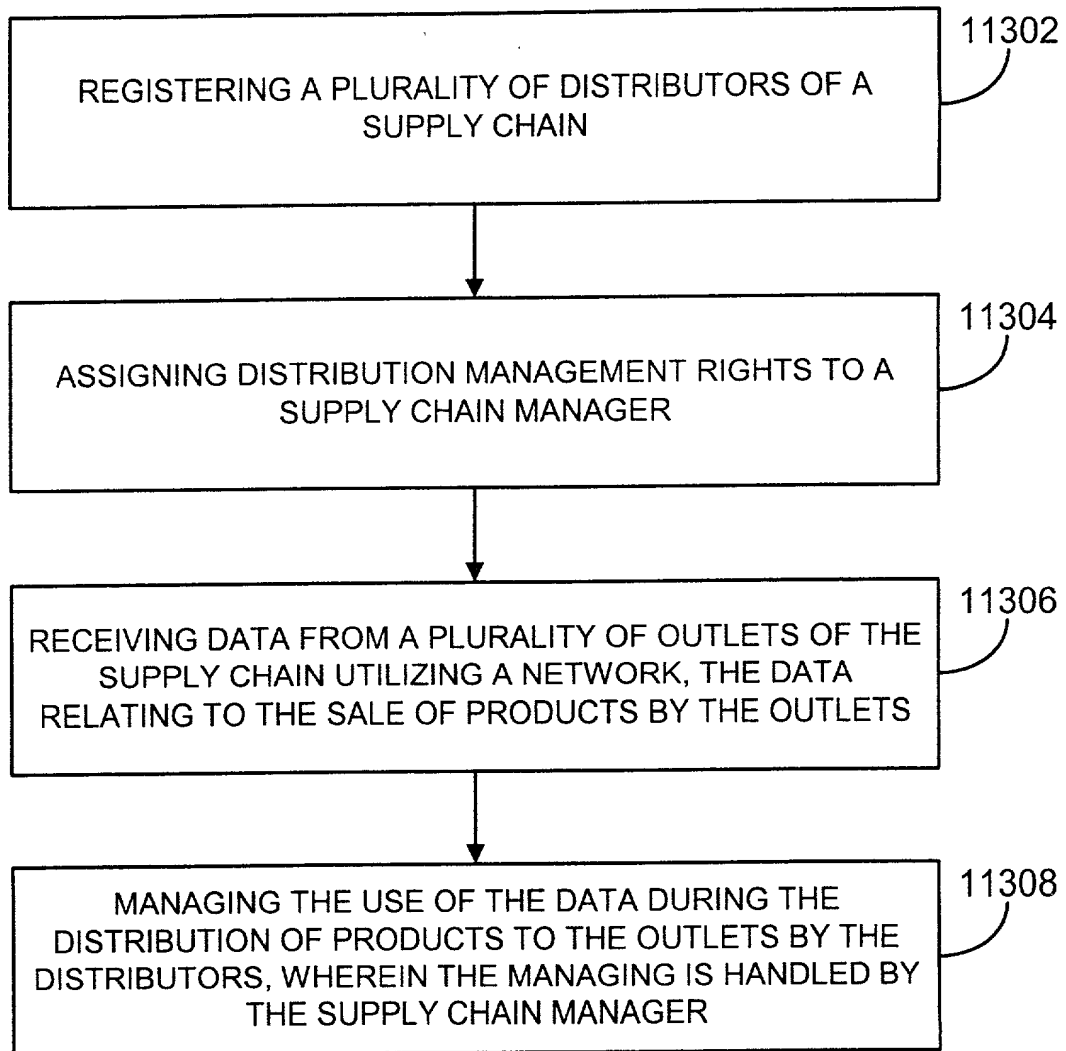 11302
REGISTERING A PLURALITY OF DISTRIBUTORS OF A
SUPPLY CHAIN
11304
ASSIGNING DISTRIBUTION MANAGEMENT RIGHTS TO A
SUPPLY CHAIN MANAGER
11306
RECEIVING DATA FROM A PLURALITY OF OUTLETS OF THE
SUPPLY CHAIN UTILIZING A NETWORK, THE DATA
RELATING TO THE SALE OF PRODUCTS BY THE OUTLETS
11308
MANAGING THE USE OF THE DATA DURING THE
DISTRIBUTION OF PRODUCTS TO THE OUTLETS BY THE
DISTRIBUTORS, WHEREIN THE MANAGING IS HANDLED BY
THE SUPPLY CHAIN MANAGER